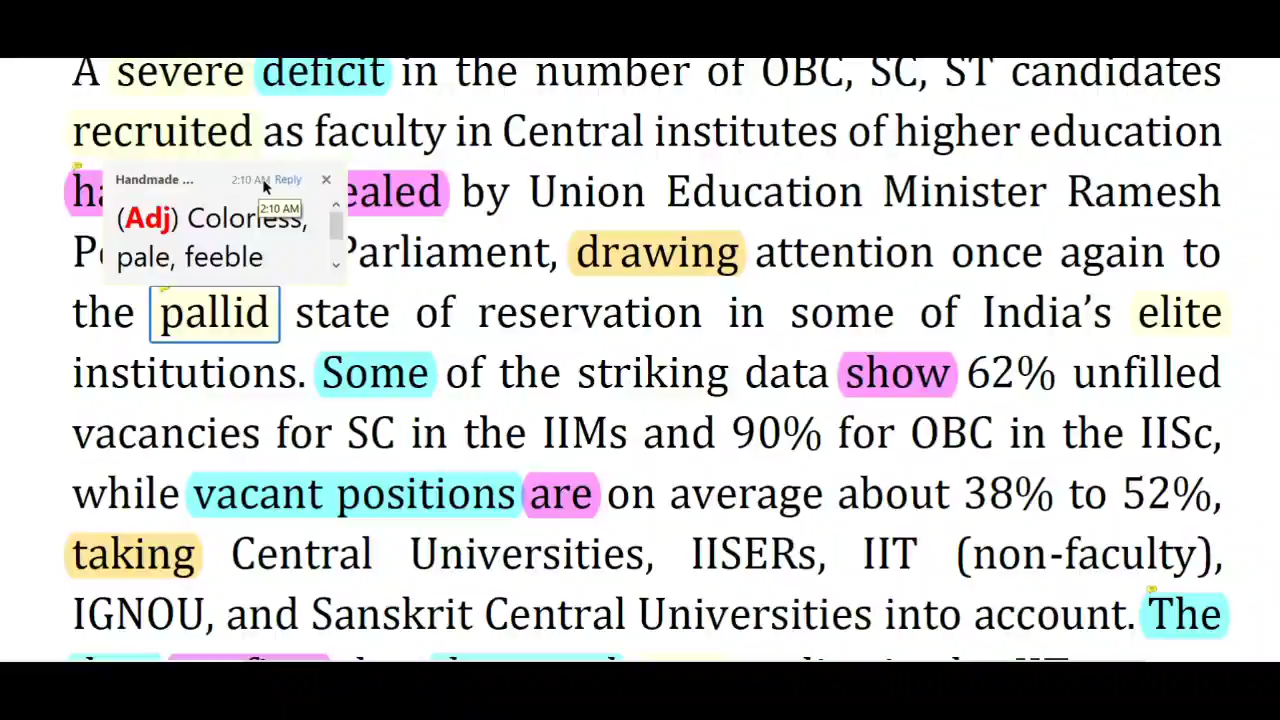 A severe deficit in the number of OBC, SC, ST candidates
recruited as faculty in Central institutes of higher education
Handmade ... 2:10 AM Reply ×
ealed by Union Education Minister Ramesh
2:10 AM
(Adj) Colorless,
Parliament, drawing attention once again to
pale, feeble
the pallid state of reservation in some of India's elite
institutions. Some of the striking data show 62% unfilled
vacancies for SC in the IIMs and 90% for OBC in the IISc,
while vacant positions are on average about 38% to 52%,
taking Central Universities, IISERs, IIT (non-faculty),
IGNOU, and Sanskrit Central Universities into account. The